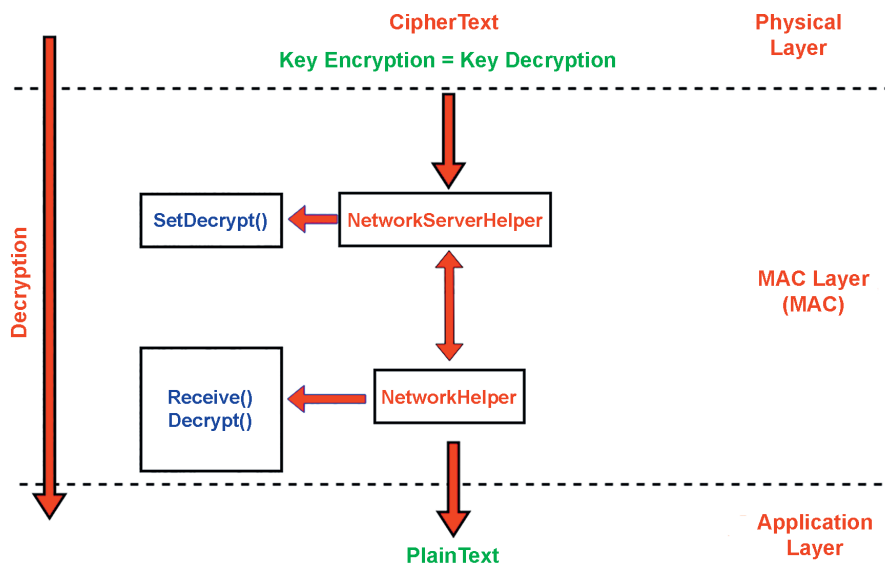 CipherText
Physical
Layer
Key Encryption = Key Decryption
SetDecrypt()
NetworkServerHelper
Decryption
MAC Layer
(MAC)
Receive()
Decrypt()
NetworkHelper
Application
Layer
PlainText